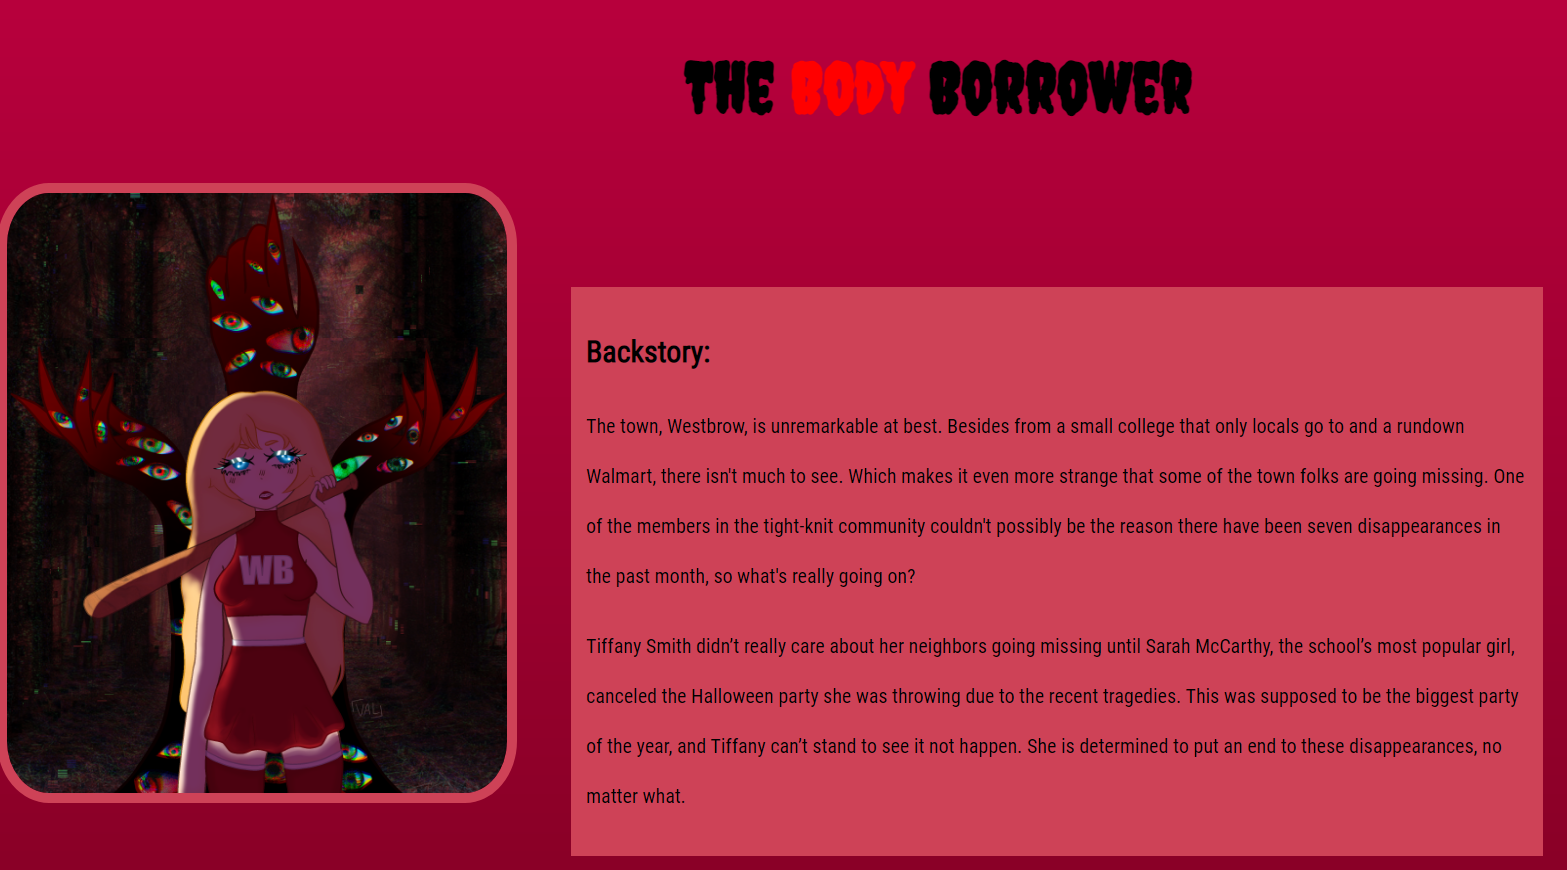 THE BODY BORROWER
WB
VALJ
Backstory:
The town, Westbrow, is unremarkable at best. Besides from a small college that only locals go to and a rundown
Walmart, there isn't much to see. Which makes it even more strange that some of the town folks are going missing. One
of the members in the tight-knit community couldn't possibly be the reason there have been seven disappearances in
the past month, so what's really going on?
Tiffany Smith didn’t really care about her neighbors going missing until Sarah McCarthy, the school’s most popular girl,
canceled the Halloween party she was throwing due to the recent tragedies. This was supposed to be the biggest party
of the year, and Tiffany can’t stand to see it not happen. She is determined to put an end to these disappearances, no
matter what.